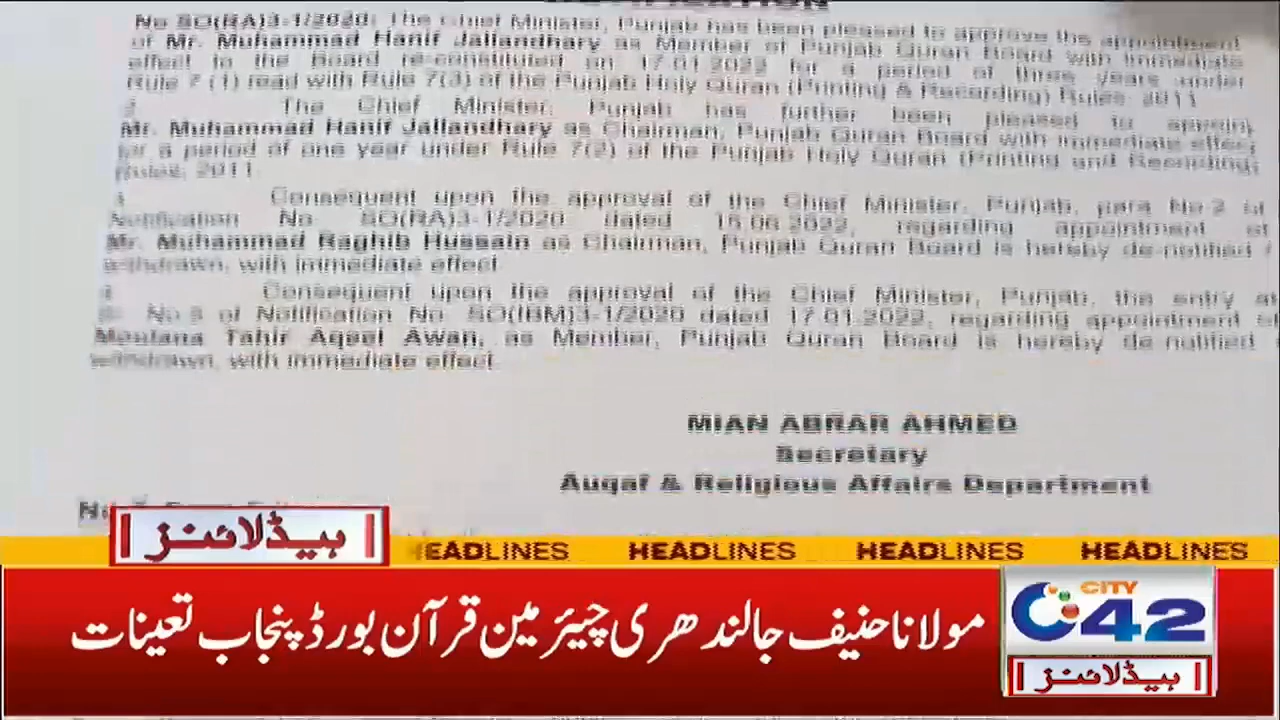 No.SO(RA)3-1/2020: The Chief Minister, Punjab has been pleased to approve the appointment
of Mr. Muhammad Hanif Jallandhary as Member of Punjab Quran Board with immediate
effect to the Board re-constituted on 17.01.2022 for a period of three years under
Rule 7 (1) read with Rule 7(3) of the Punjab Holy Quran (Printing & Recording) Rules, 2011
The Chief Minister, Punjab has further been pleased to appoint
Mr. Muhammad Hanif Jallandhary as Chairman, Punjab Quran Board with immediate effect
for a period of one year under Rule 7(2) of the Punjab Holy Quran (Printing and Recording)
Rules, 2011
Consequent upon the approval of the Chief Minister, Punjab, para No.2 of
Notification No. SO(RA)3-1/2020 dated 15.06.2022, regarding appointment of
Mr. Muhammad Raghib Hussain as Chairman, Punjab Quran Board is hereby de-notified /
withdrawn, with immediate effect
Consequent upon the approval of the Chief Minister, Punjab, the entry at
No.8 of Notification No. SO(IBM)3-1/2020 dated 17.01.2022, regarding appointment of
Moulana Tahir Aqeel Awan, as Member, Punjab Quran Board is hereby de-notified
withdrawn, with immediate effect
MIAN ABRAR AHMED
Secretary
Auqaf & Religious Affairs Department
ہیڈلائنز
HEADLINES HEADLINES HEADLINES HEADLINES
مولانا حنیف جالندھری چیئرمین قرآن بورڈ پنجاب تعینات
CITY
42
ہیڈلائنز